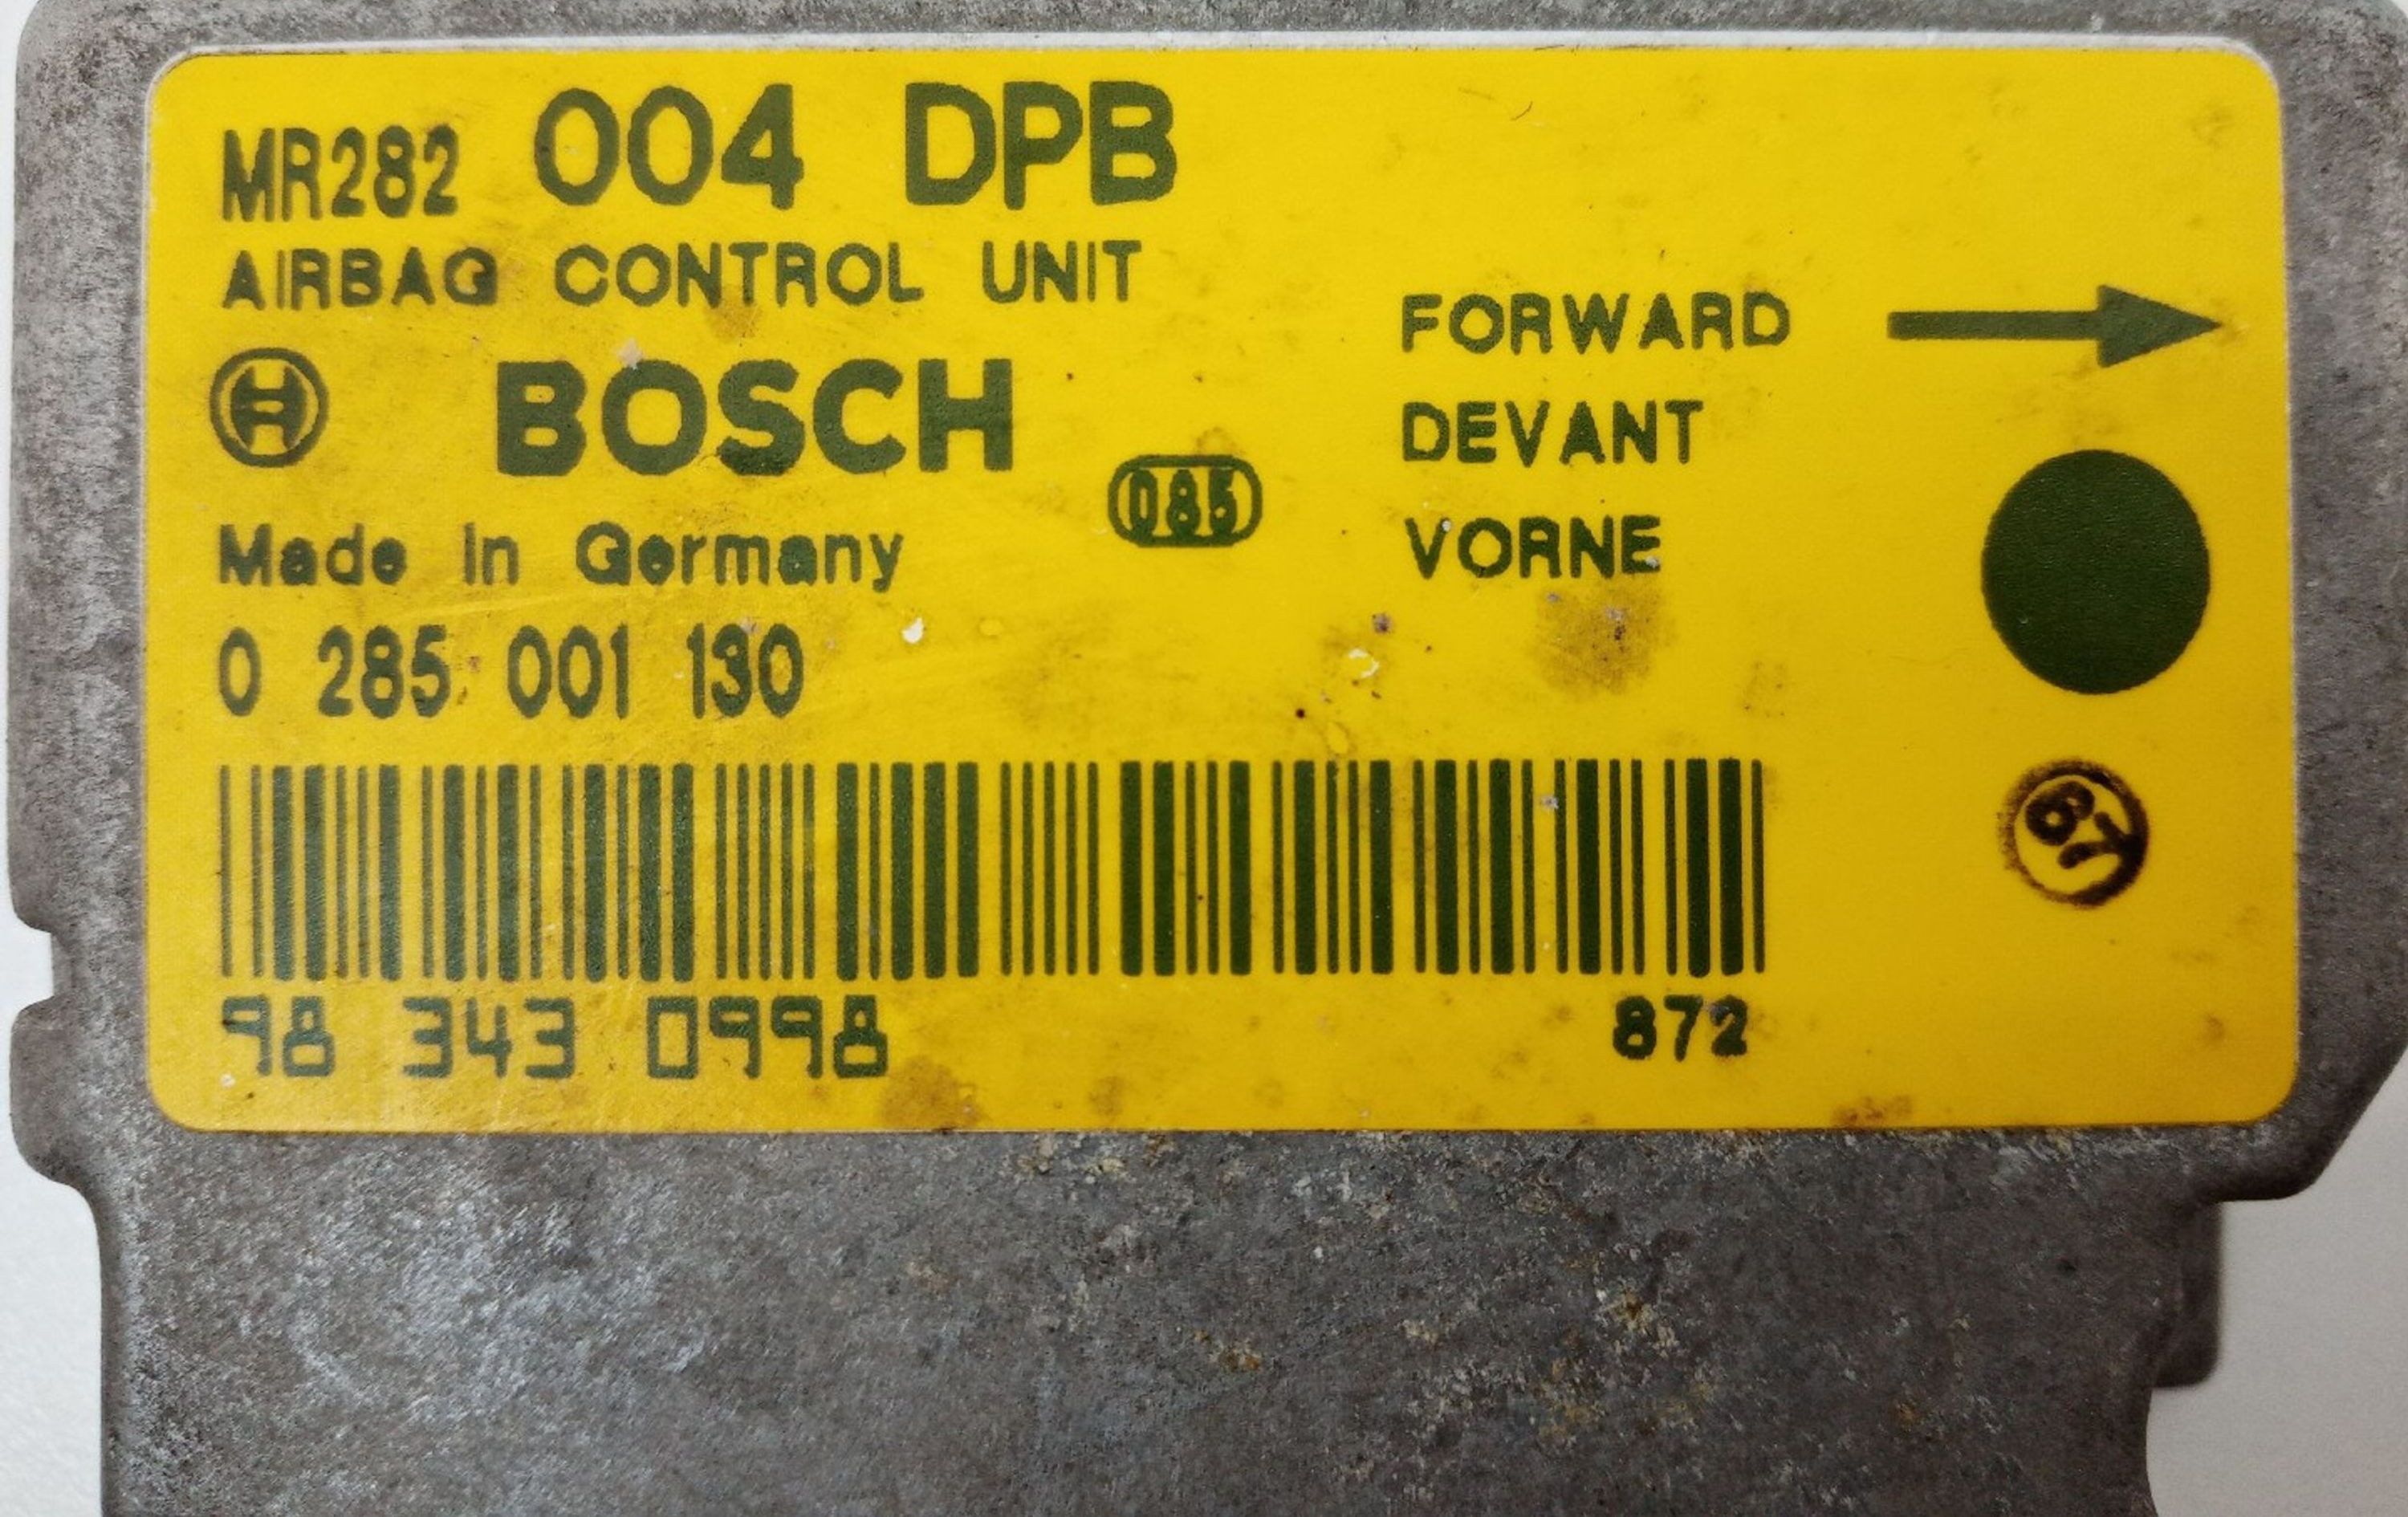 MR282 004 DPB
AIRBAG CONTROL UNIT
BOSCH
085
Made in Germany
0 285 001 130
FORWARD
DEVANT
VORNE
98 343 0998
872